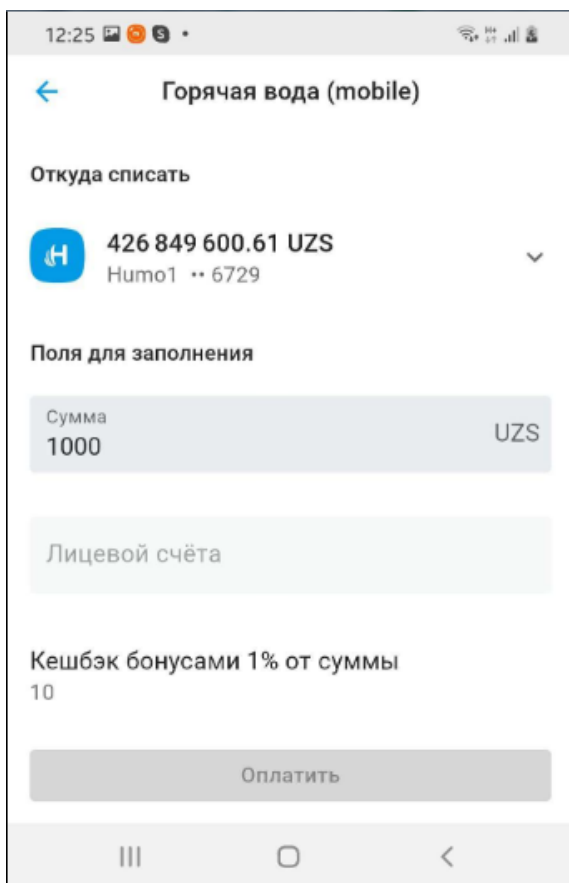 12:25
Горячая вода (mobile)
Откуда списать
426 849 600.61 UZS
Humo1 •• 6729
Поля для заполнения
Сумма
1000
UZS
Лицевой счёта
Кешбэк бонусами 1% от суммы
10
Оплатить